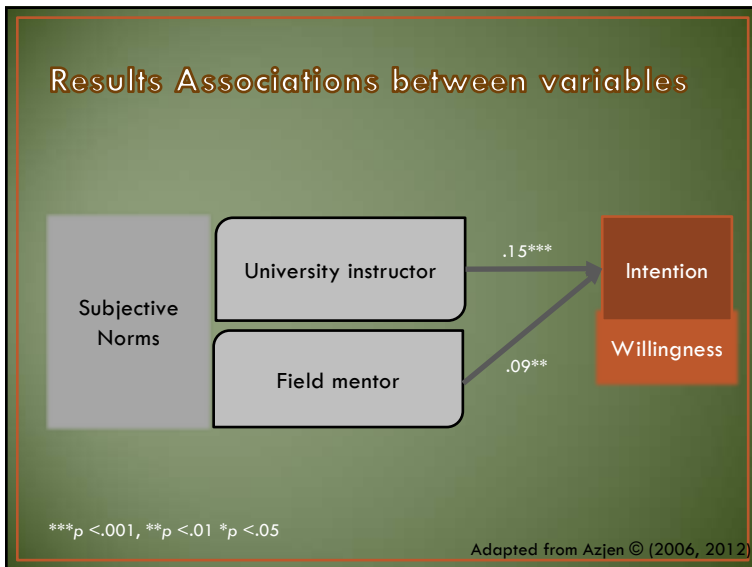 Results Associations between variables
Subjective
Norms
University instructor
.15***
Intention
Field mentor
.09**
Willingness
***p <.001, **p <.01 *p <.05
Adapted from Azjen © (2006, 2012)